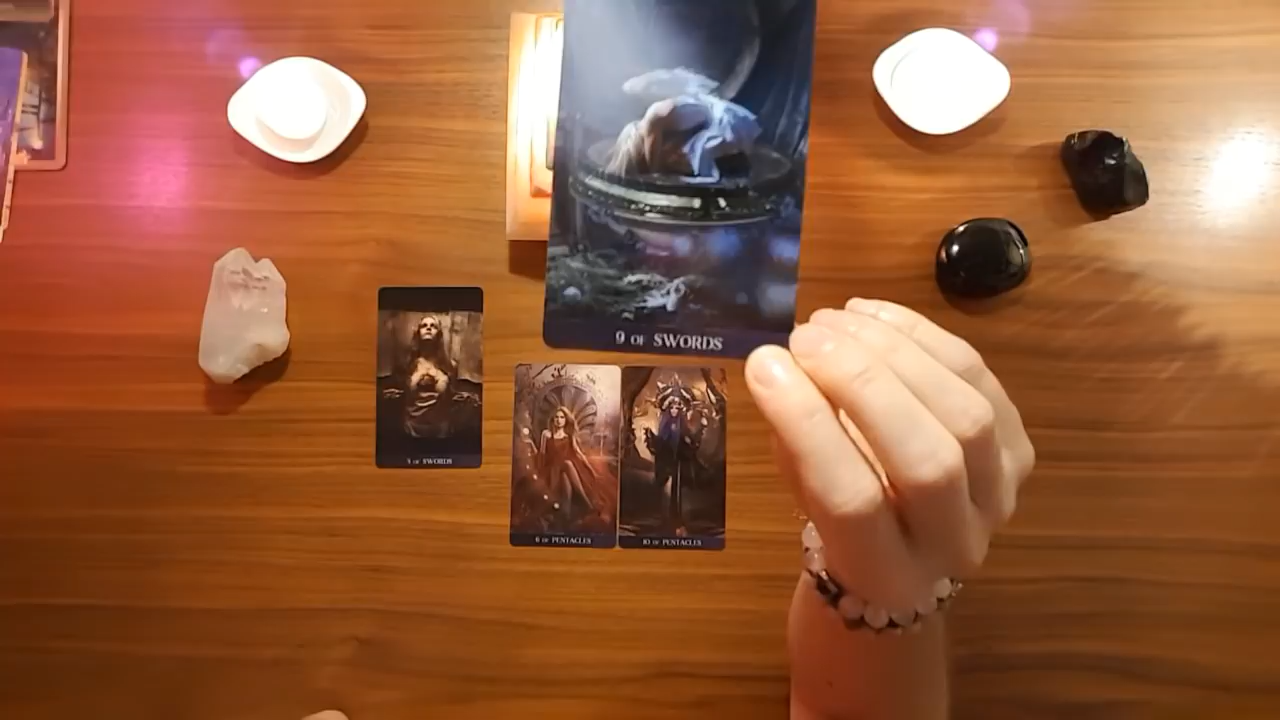 9 OF SWORDS
3 OF SWORDS
6 OF PENTACLES
10 OF PENTACLES